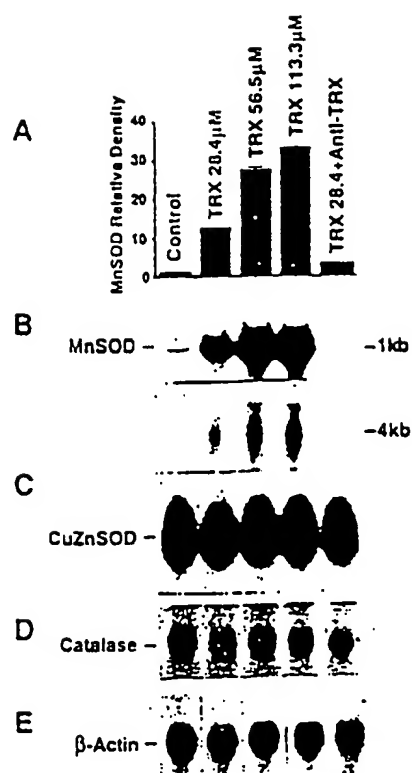 A
MnSOD Relative Density
40
30
20
10
0
Control
TRX 28.4µM
TRX 56.5µM
TRX 113.3µM
TRX 28.4+Anti-TRX
B
MnSOD –
–1kb
–4kb
C
CuZnSOD –
D
Catalase –
E
β-Actin –